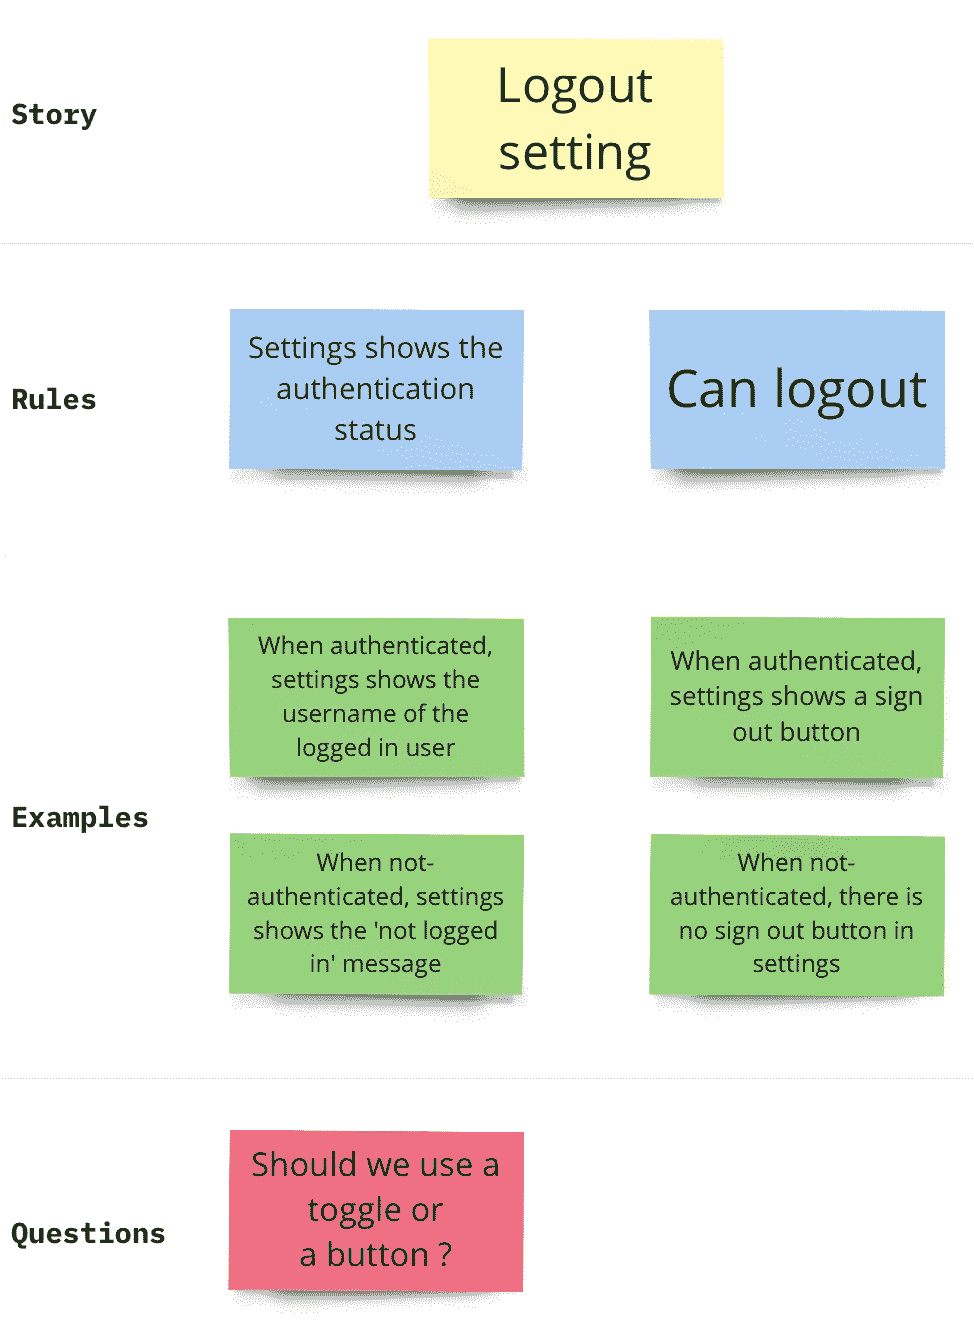 Story
Logout
setting
Rules
Settings shows the
authentication
status
Can logout
Examples
When authenticated,
settings shows the
username of the
logged in user
When authenticated,
settings shows a sign
out button
When not-
authenticated, settings
shows the 'not logged
in' message
When not-
authenticated, there is
no sign out button in
settings
Questions
Should we use a
toggle or
a button ?